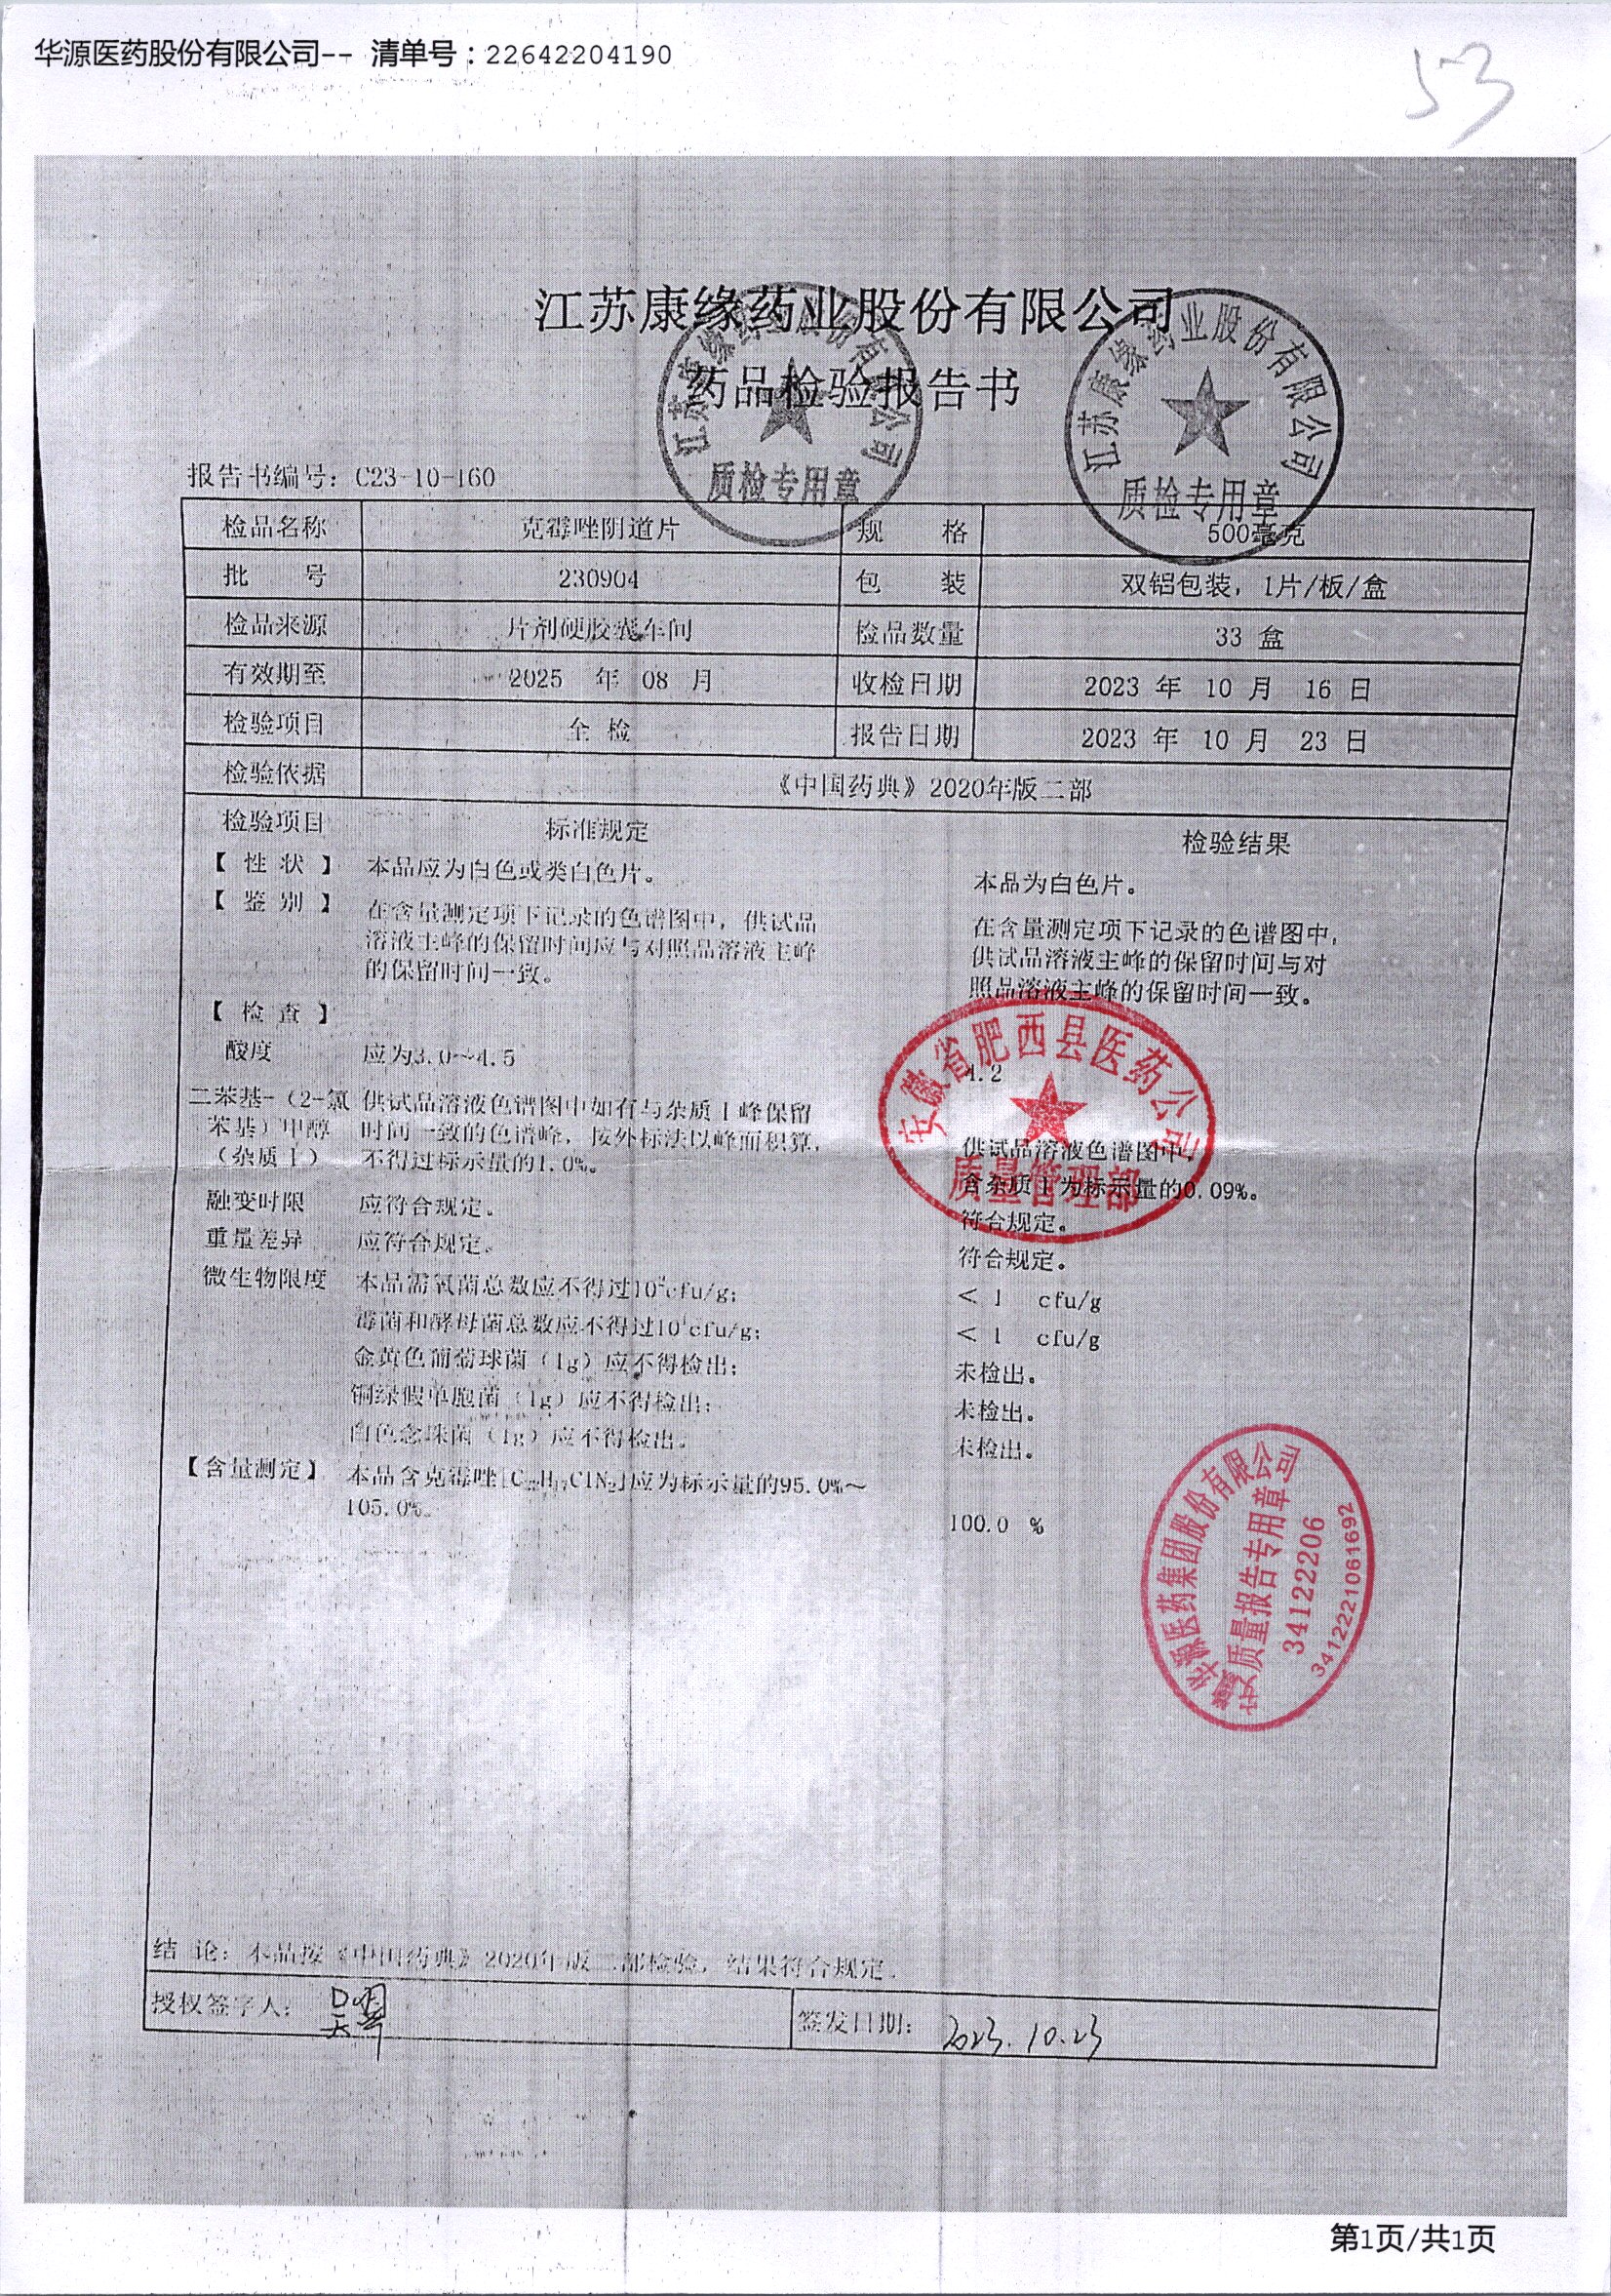 华源医药股份有限公司-- 清单号：22642204190
53
江苏康缘药业股份有限公司
药品检验报告书
江苏康缘药业股份有限公司
质检专用章
江苏康缘药业股份有限公司
质检专用章
报告书编号：C23-10-160
检品名称 克霉唑阴道片 规 格 500毫克
批 号 230904 包 装 双铝包装，1片/板/盒
检品来源 片剂硬胶囊车间 检品数量 33 盒
有效期至 2025 年 08 月 收检日期 2023 年 10 月 16 日
检验项目 全 检 报告日期 2023 年 10 月 23 日
检验依据 《中国药典》2020年版二部
检验项目 标准规定 检验结果
【 性 状 】 本品应为白色或类白色片。 本品为白色片。
【 鉴 别 】 在含量测定项下记录的色谱图中，供试品 在含量测定项下记录的色谱图中，
溶液主峰的保留时间应与对照品溶液主峰 供试品溶液主峰的保留时间与对
的保留时间一致。 照品溶液主峰的保留时间一致。
【 检 查 】
酸度 应为3.0～4.5 4.2
二苯基-（2-氯 供试品溶液色谱图中如有与杂质Ⅰ峰保留
苯基）甲醇 时间一致的色谱峰，按外标法以峰面积算， 供试品溶液色谱图中，
（杂质Ⅰ） 不得过标示量的1.0%。 含杂质Ⅰ为标示量的0.09%。
融变时限 应符合规定。 符合规定。
重量差异 应符合规定。 符合规定。
微生物限度 本品需氧菌总数应不得过10²cfu/g； < 1 cfu/g
霉菌和酵母菌总数应不得过10¹cfu/g； < 1 cfu/g
金黄色葡萄球菌（1g）应不得检出； 未检出。
铜绿假单胞菌（1g）应不得检出； 未检出。
白色念珠菌（1g）应不得检出。 未检出。
【含量测定】 本品含克霉唑[C₂₂H₁₇ClN₂]应为标示量的95.0%～
105.0%。 100.0 %
安徽省肥西县医药公司
质量管理部
华源医药集团股份有限公司
质量报告专用章
34122206
3412221061692
结 论：本品按《中国药典》2020年版二部检验，结果符合规定。
授权签字人： 签发日期： 2023.10.23
第1页/共1页